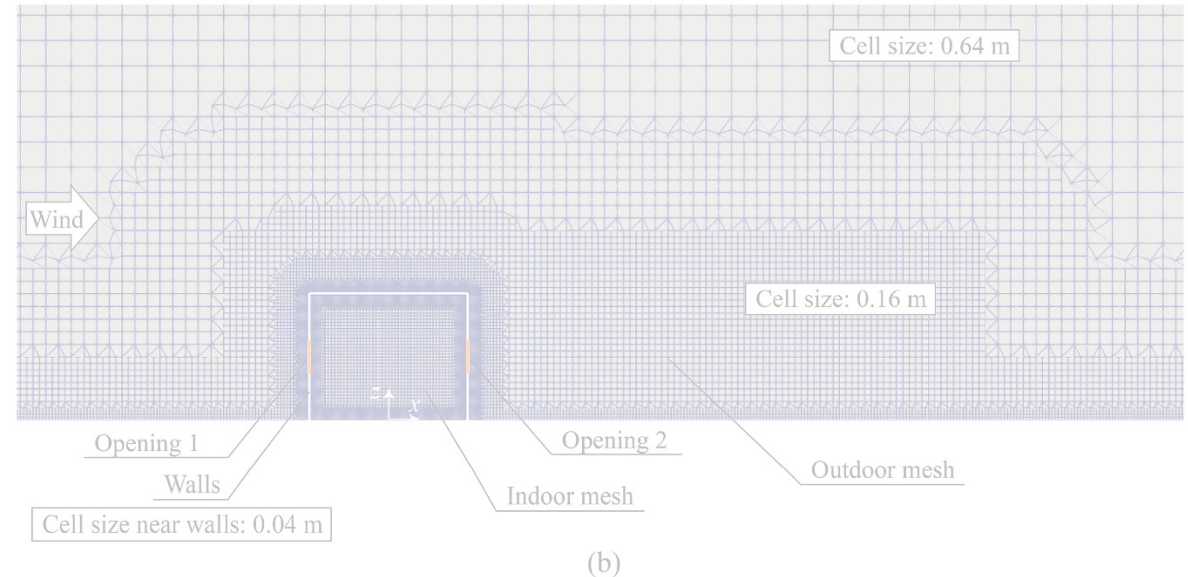 Cell size: 0.64 m
Wind
Cell size: 0.16 m
z
x
Opening 1
Opening 2
Outdoor mesh
Walls
Indoor mesh
Cell size near walls: 0.04 m
(b)